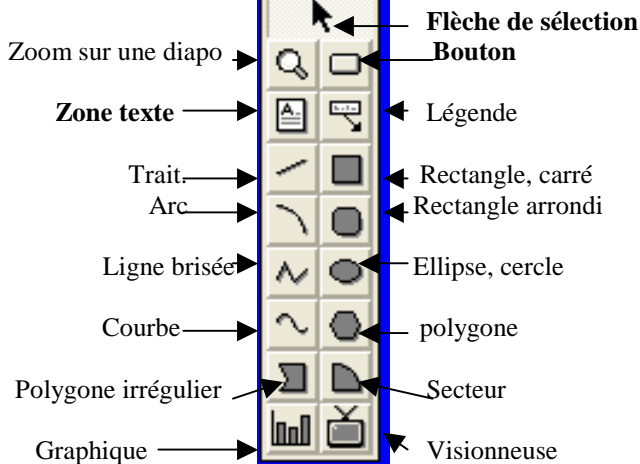 Flèche de sélection
Zoom sur une diapo
Bouton
Zone texte
Légende
Trait.
Rectangle, carré
Arc
Rectangle arrondi
Ligne brisée
Ellipse, cercle
Courbe
polygone
Polygone irrégulier
Secteur
Graphique
Visionneuse